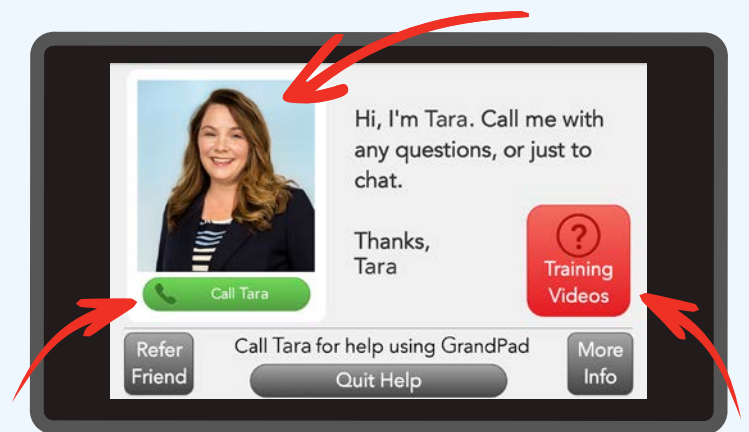 Hi, I'm Tara. Call me with
any questions, or just to
chat.
Thanks,
Tara
Call Tara
?
Training
Videos
Refer
Friend
Call Tara for help using GrandPad
Quit Help
More
Info